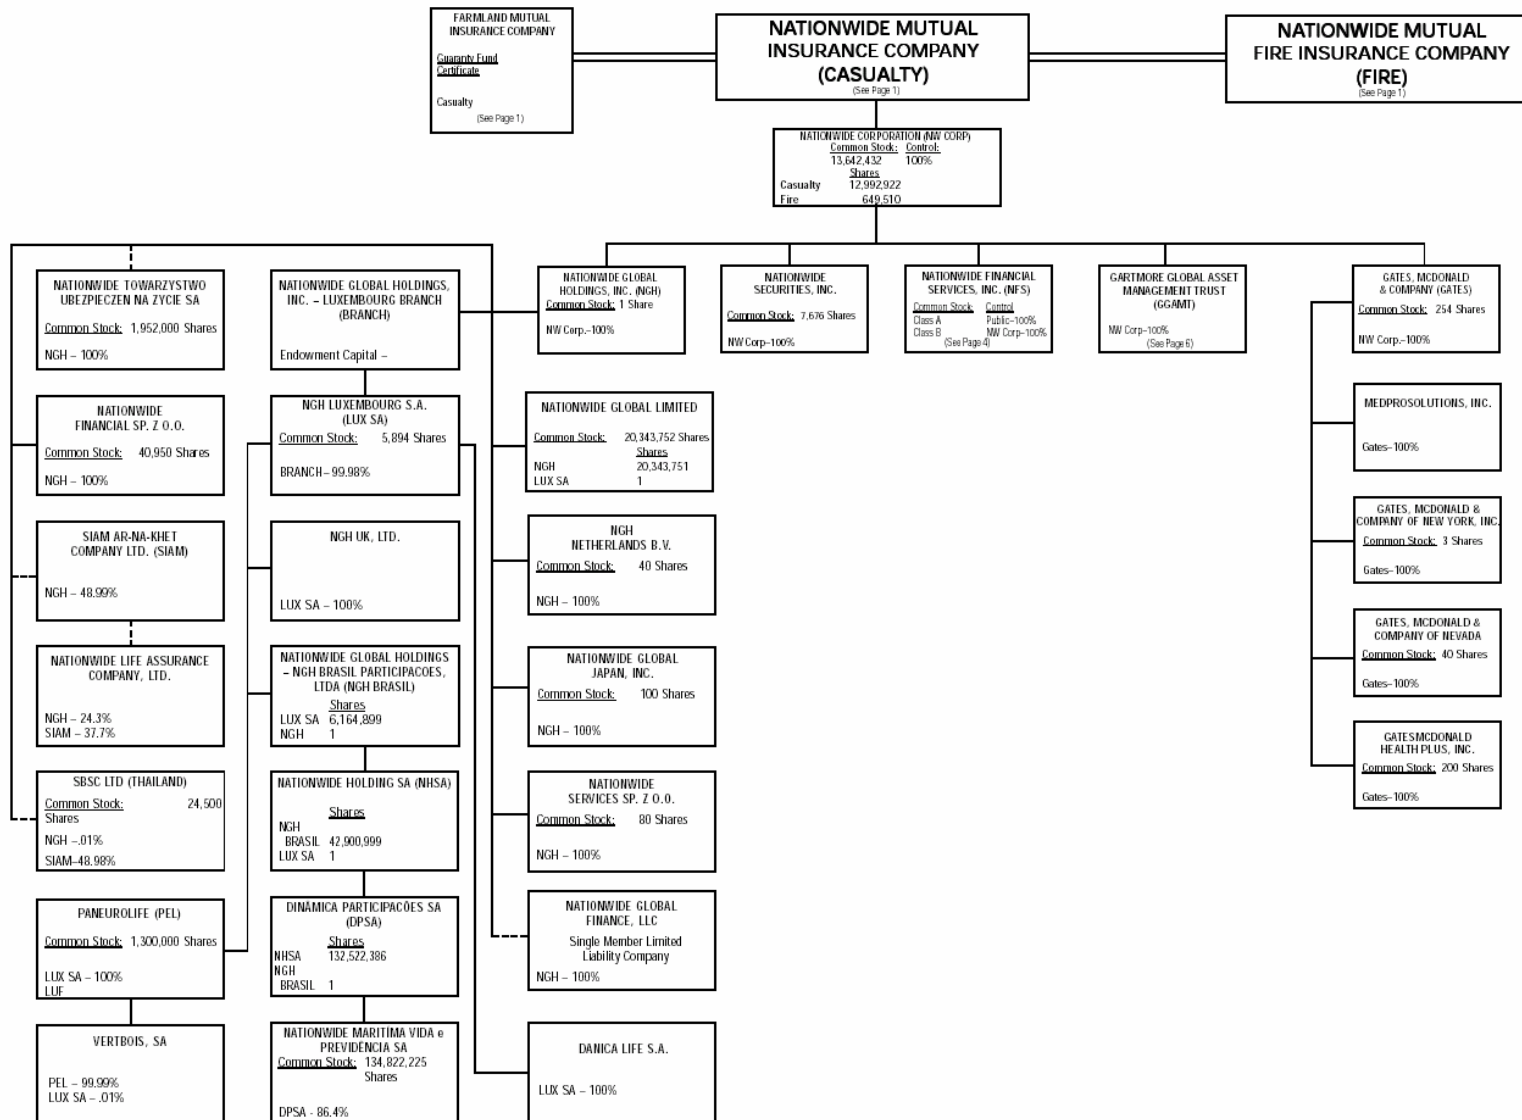 FARMLAND MUTUAL
INSURANCE COMPANY
Guaranty Fund
Certificate
Casualty
(See Page 1)
NATIONWIDE MUTUAL
INSURANCE COMPANY
(CASUALTY)
(See Page 1)
NATIONWIDE MUTUAL
FIRE INSURANCE COMPANY
(FIRE)
(See Page 1)
NATIONWIDE CORPORATION (NW CORP)
Common Stock: Control:
13,642,432 100%
Shares
Casualty 12,992,922
Fire 649,510
NATIONWIDE TOWARZYSTWO
UBEZPIECZEN NA ZYCIE SA
Common Stock: 1,952,000 Shares
NGH – 100%
NATIONWIDE GLOBAL HOLDINGS,
INC. – LUXEMBOURG BRANCH
(BRANCH)
Endowment Capital –
NATIONWIDE GLOBAL
HOLDINGS, INC. (NGH)
Common Stock: 1 Share
NW Corp.–100%
NATIONWIDE
SECURITIES, INC.
Common Stock: 7,676 Shares
NW Corp–100%
NATIONWIDE FINANCIAL
SERVICES, INC. (NFS)
Common Stock: Control
Class A Public–100%
Class B NW Corp–100%
(See Page 4)
GARTMORE GLOBAL ASSET
MANAGEMENT TRUST
(GGAMT)
NW Corp–100%
(See Page 6)
GATES, MCDONALD
& COMPANY (GATES)
Common Stock: 254 Shares
NW Corp.–100%
NATIONWIDE
FINANCIAL SP. Z O.O.
Common Stock: 40,950 Shares
NGH – 100%
NGH LUXEMBOURG S.A.
(LUX SA)
Common Stock: 5,894 Shares
BRANCH – 99.98%
NATIONWIDE GLOBAL LIMITED
Common Stock: 20,343,752 Shares
Shares
NGH 20,343,751
LUX SA 1
MEDPROSOLUTIONS, INC.
Gates–100%
SIAM AR-NA-KHET
COMPANY LTD. (SIAM)
NGH – 48.99%
NGH UK, LTD.
LUX SA – 100%
NGH
NETHERLANDS B.V.
Common Stock: 40 Shares
NGH – 100%
GATES, MCDONALD &
COMPANY OF NEW YORK, INC.
Common Stock: 3 Shares
Gates–100%
NATIONWIDE LIFE ASSURANCE
COMPANY, LTD.
NGH – 24.3%
SIAM – 37.7%
NATIONWIDE GLOBAL HOLDINGS
– NGH BRASIL PARTICIPACOES,
LTDA (NGH BRASIL)
Shares
LUX SA 6,164,899
NGH 1
NATIONWIDE GLOBAL
JAPAN, INC.
Common Stock: 100 Shares
NGH – 100%
GATES, MCDONALD &
COMPANY OF NEVADA
Common Stock: 40 Shares
Gates–100%
SBSC LTD (THAILAND)
Common Stock: 24,500
Shares
NGH –.01%
SIAM–48.98%
NATIONWIDE HOLDING SA (NHSA)
Shares
NGH
BRASIL 42,900,999
LUX SA 1
NATIONWIDE
SERVICES SP. Z O.O.
Common Stock: 80 Shares
NGH – 100%
GATESMCDONALD
HEALTH PLUS, INC.
Common Stock: 200 Shares
Gates–100%
PANEUROLIFE (PEL)
Common Stock: 1,300,000 Shares
LUX SA – 100%
LUF
DINÂMICA PARTICIPACÕES SA
(DPSA)
Shares
NHSA 132,522,386
NGH
BRASIL 1
NATIONWIDE GLOBAL
FINANCE, LLC
Single Member Limited
Liability Company
NGH – 100%
VERTBOIS, SA
PEL – 99.99%
LUX SA – .01%
NATIONWIDE MARITÍMA VIDA e
PREVIDÊNCIA SA
Common Stock: 134,822,225
Shares
DPSA - 86.4%
DANICA LIFE S.A.
LUX SA – 100%